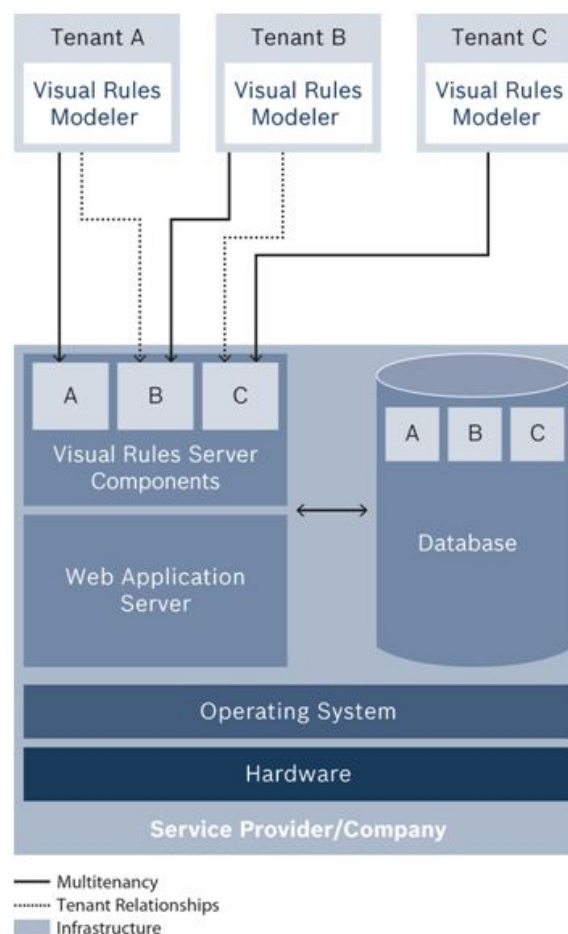 Tenant A
Tenant B
Tenant C
Visual Rules
Modeler
Visual Rules
Modeler
Visual Rules
Modeler
A
B
C
Visual Rules Server
Components
Web Application
Server
A
B
C
Database
Operating System
Hardware
Service Provider/Company
Multitenancy
Tenant Relationships
Infrastructure